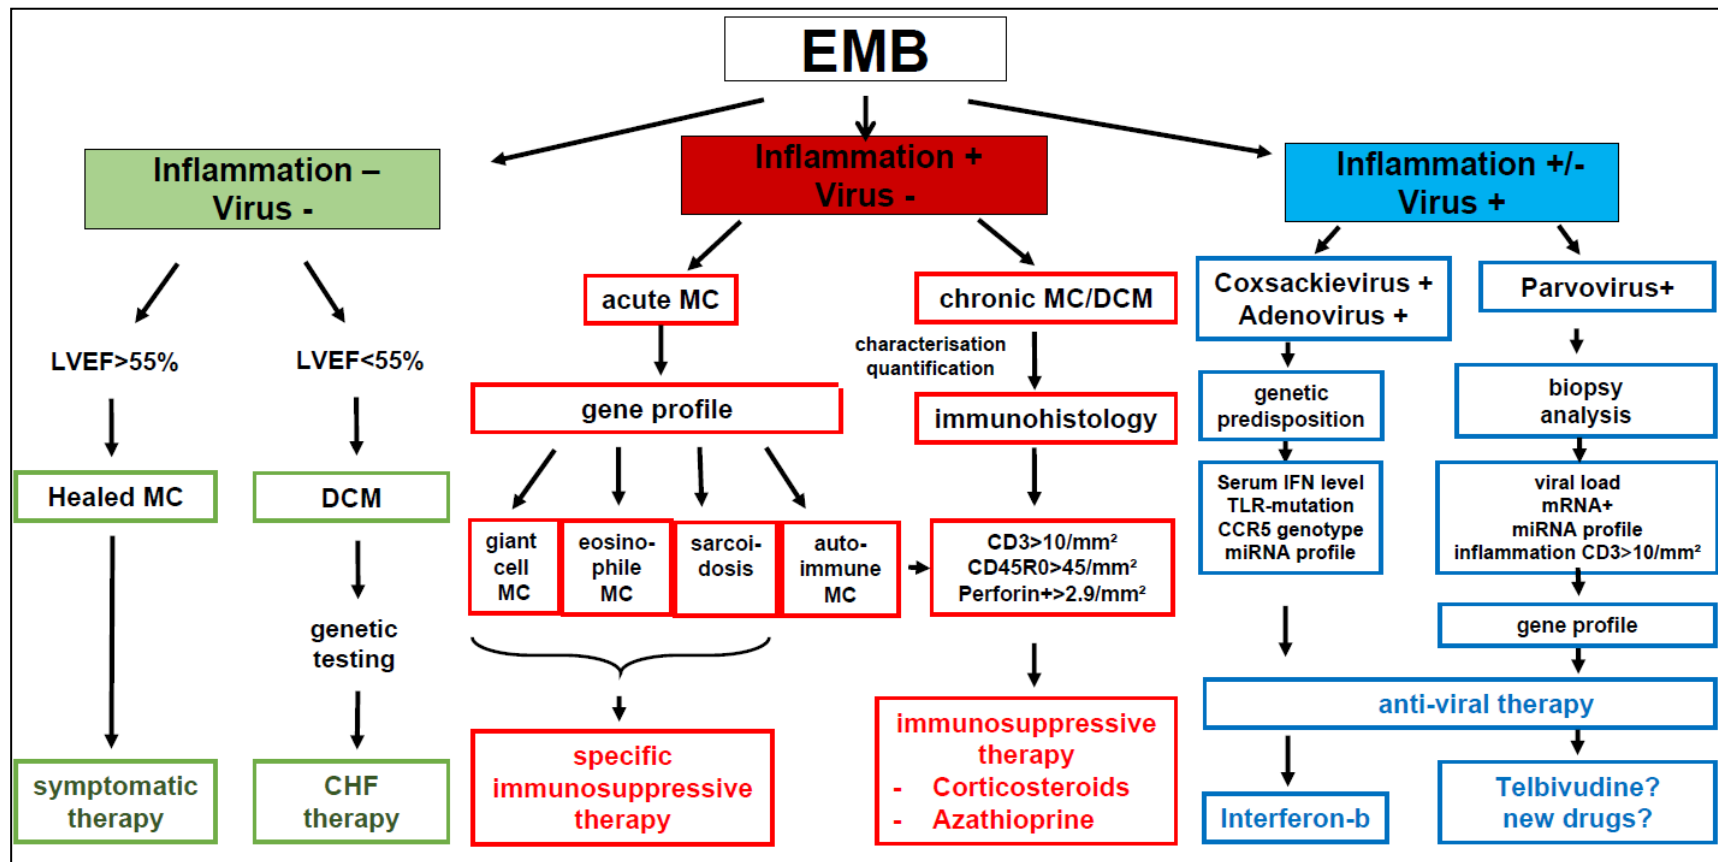 EMB
Inflammation –
Virus -
Inflammation +
Virus -
Inflammation +/-
Virus +
LVEF>55%
LVEF<55%
Healed MC
DCM
genetic
testing
symptomatic
therapy
CHF
therapy
acute MC
gene profile
giant
cell
MC
eosino-
phile
MC
sarcoi-
dosis
auto-
immune
MC
specific
immunosuppressive
therapy
chronic MC/DCM
characterisation
quantification
immunohistology
CD3>10/mm²
CD45R0>45/mm²
Perforin+>2.9/mm²
immunosuppressive
therapy
- Corticosteroids
- Azathioprine
Coxsackievirus +
Adenovirus +
genetic
predisposition
Serum IFN level
TLR-mutation
CCR5 genotype
miRNA profile
Parvovirus+
biopsy
analysis
viral load
mRNA+
miRNA profile
inflammation CD3>10/mm²
gene profile
anti-viral therapy
Interferon-b
Telbivudine?
new drugs?